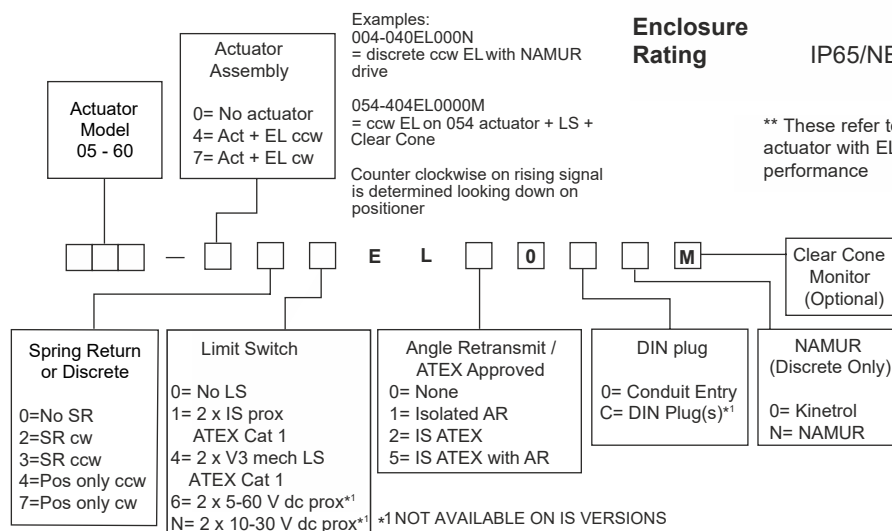 Examples:
004-040EL000N
= discrete ccw EL with NAMUR
drive
054-404EL0000M
= ccw EL on 054 actuator + LS +
Clear Cone
Counter clockwise on rising signal
is determined looking down on
positioner
Enclosure
Rating
** These refer to
actuator with EL
performance
Actuator
Model
05 - 60
Actuator
Assembly
0= No actuator
4= Act + EL ccw
7= Act + EL cw
– E L 0 M
Clear Cone
Monitor
(Optional)
Spring Return
or Discrete
0=No SR
2=SR cw
3=SR ccw
4=Pos only ccw
7=Pos only cw
Limit Switch
0= No LS
1= 2 x IS prox
ATEX Cat 1
4= 2 x V3 mech LS
ATEX Cat 1
6= 2 x 5-60 V dc prox*1
N= 2 x 10-30 V dc prox*1
Angle Retransmit /
ATEX Approved
0= None
1= Isolated AR
2= IS ATEX
5= IS ATEX with AR
DIN plug
0= Conduit Entry
C= DIN Plug(s)*1
NAMUR
(Discrete Only)
0= Kinetrol
N= NAMUR
*1 NOT AVAILABLE ON IS VERSIONS